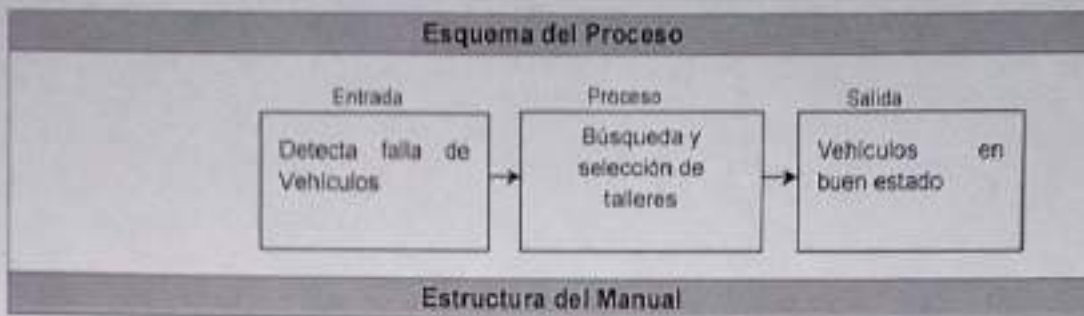 Esquema del Proceso
Entrada Proceso Salida
Detecta falla de
Vehículos
Búsqueda y
selección de
talleres
Vehículos en
buen estado
Estructura del Manual